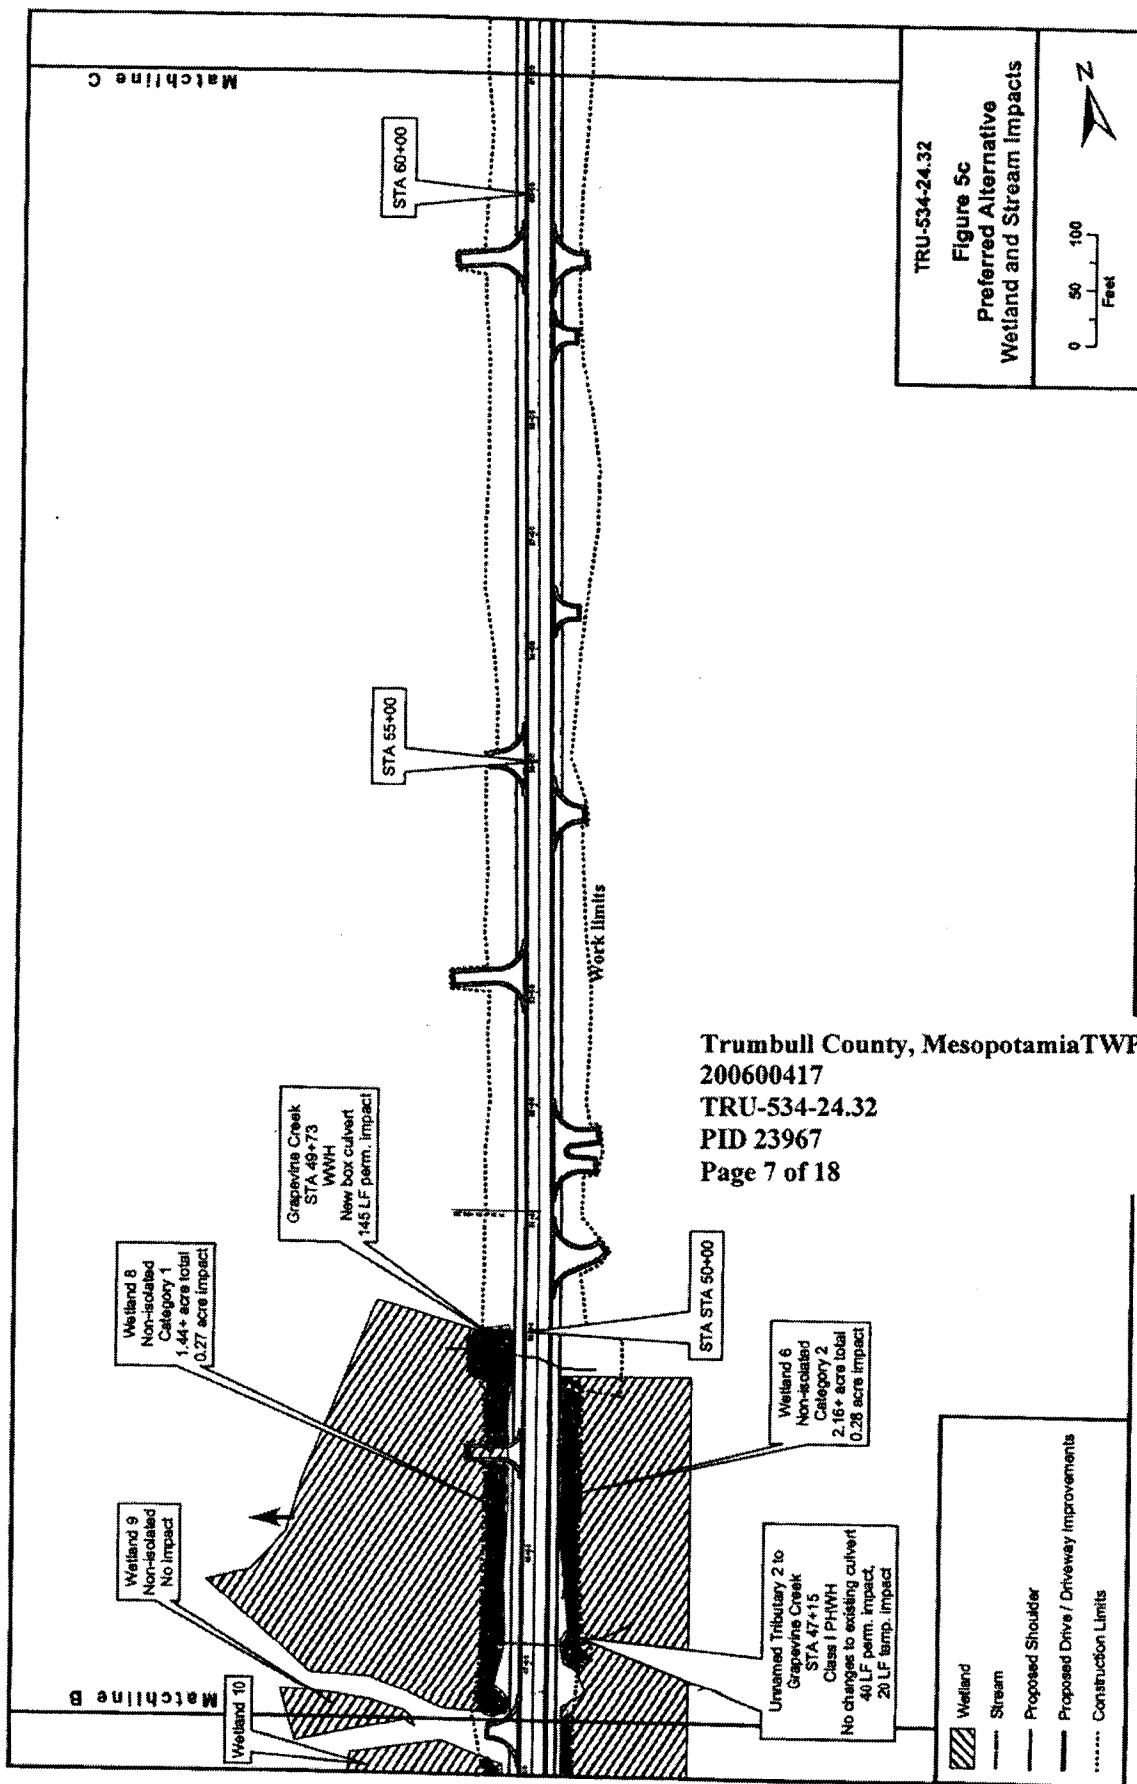 Matchline C
STA 60+00
TRU-534-24.32
Figure 5c
Preferred Alternative
Wetland and Stream Impacts
0 50 100
Feet
N
STA 55+00
Work limits
Trumbull County, MesopotamiaTWP
200600417
TRU-534-24.32
PID 23967
Page 7 of 18
Grapevine Creek
STA 49+73
WWH
New box culvert
145 LF perm. impact
Wetland 8
Non-isolated
Category 1
1.44+ acre total
0.27 acre impact
STA STA 50+00
Wetland 6
Non-isolated
Category 2
2.16+ acre total
0.28 acre impact
Wetland 9
Non-isolated
No impact
Unnamed Tributary 2 to
Grapevine Creek
STA 47+15
Class I PHWH
No changes to existing culvert
40 LF perm. impact,
20 LF temp. impact
Matchline B
Wetland 10
Wetland
Stream
Proposed Shoulder
Proposed Drive / Driveway Improvements
Construction Limits